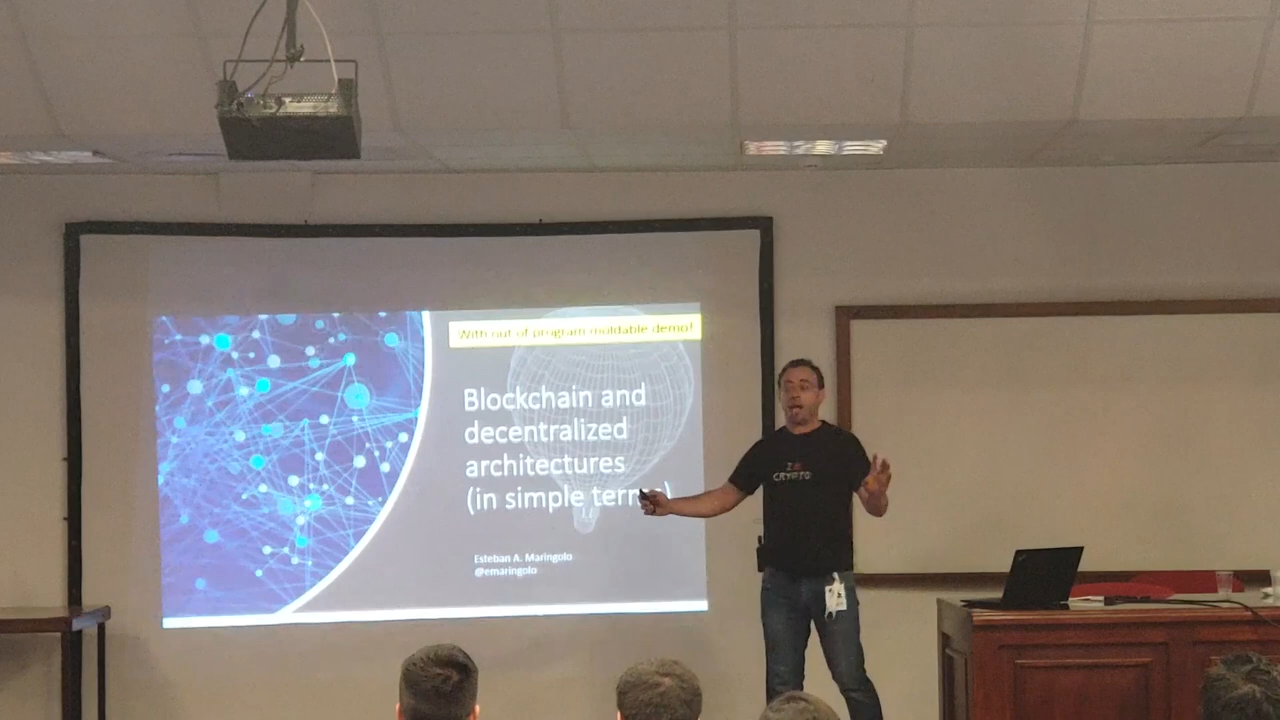 With out of program moldable demo!
Blockchain and
decentralized
architectures
(in simple terms)
Esteban A. Maringolo
@emaringolo
I
CRYPTO